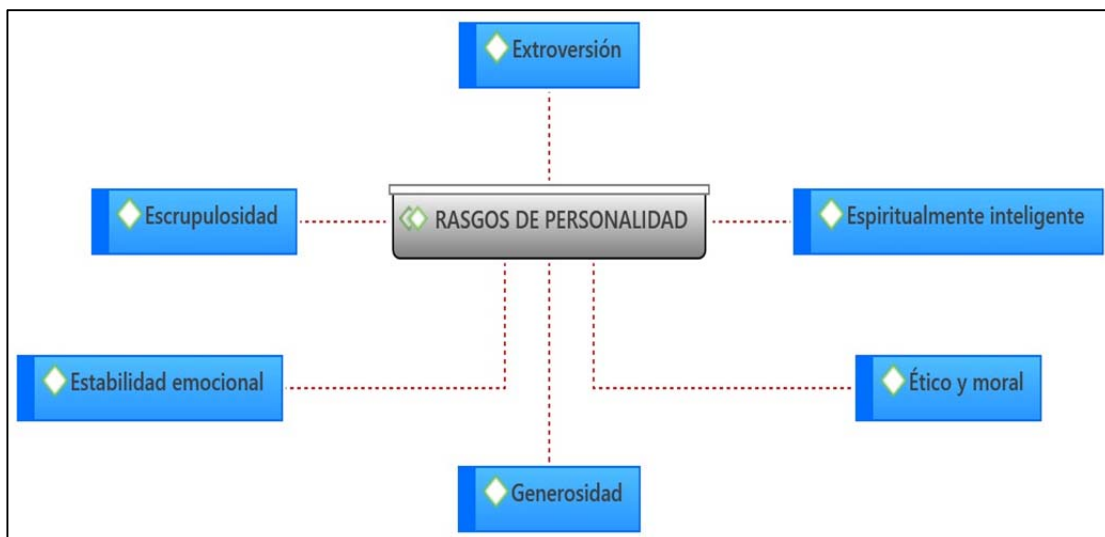 Extroversión
Escrupulosidad
RASGOS DE PERSONALIDAD
Espiritualmente inteligente
Estabilidad emocional
Ético y moral
Generosidad